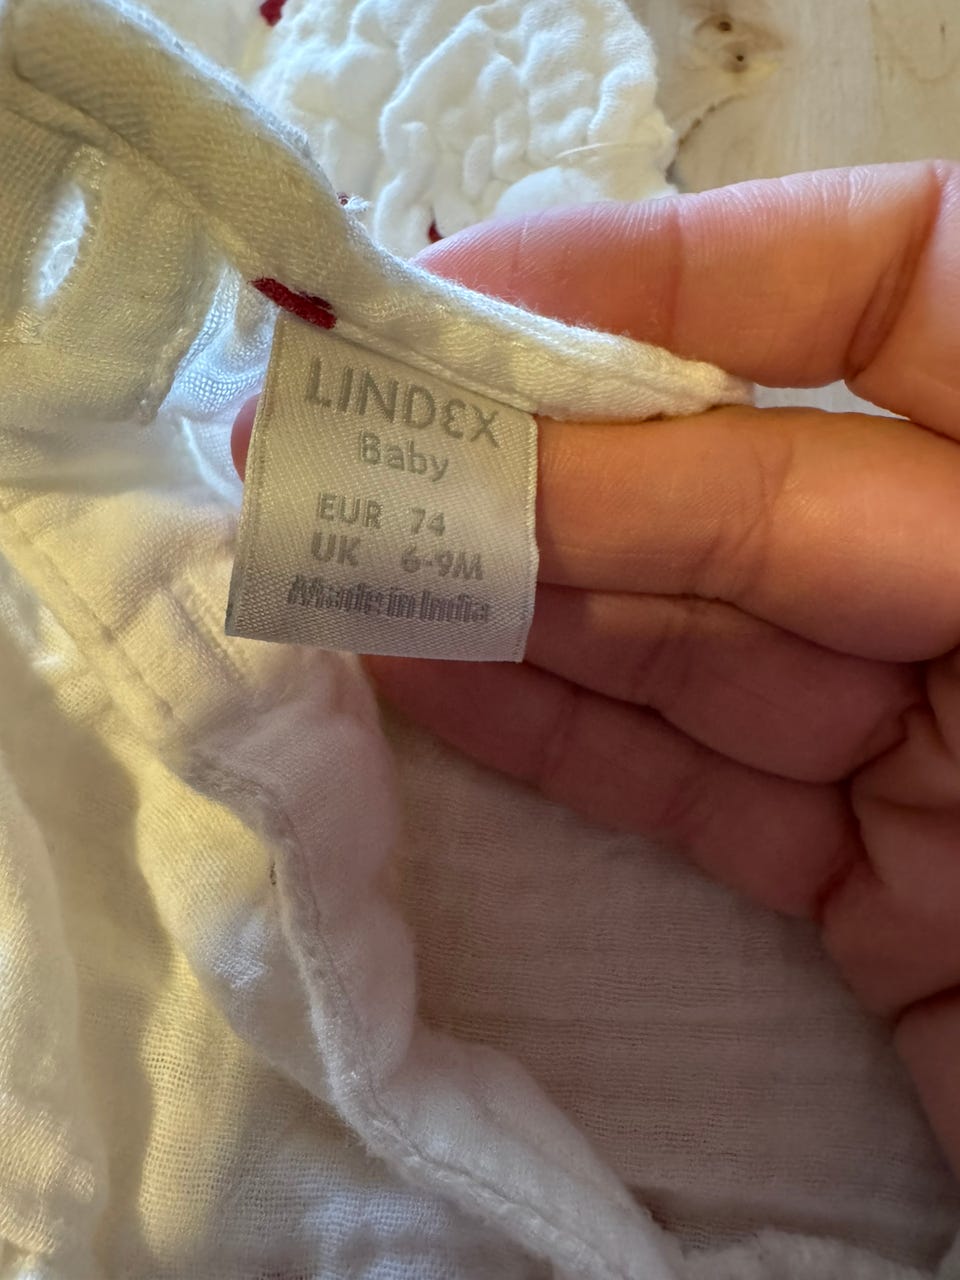 LINDEX
Baby
EUR 74
UK 6-9M
Made in India